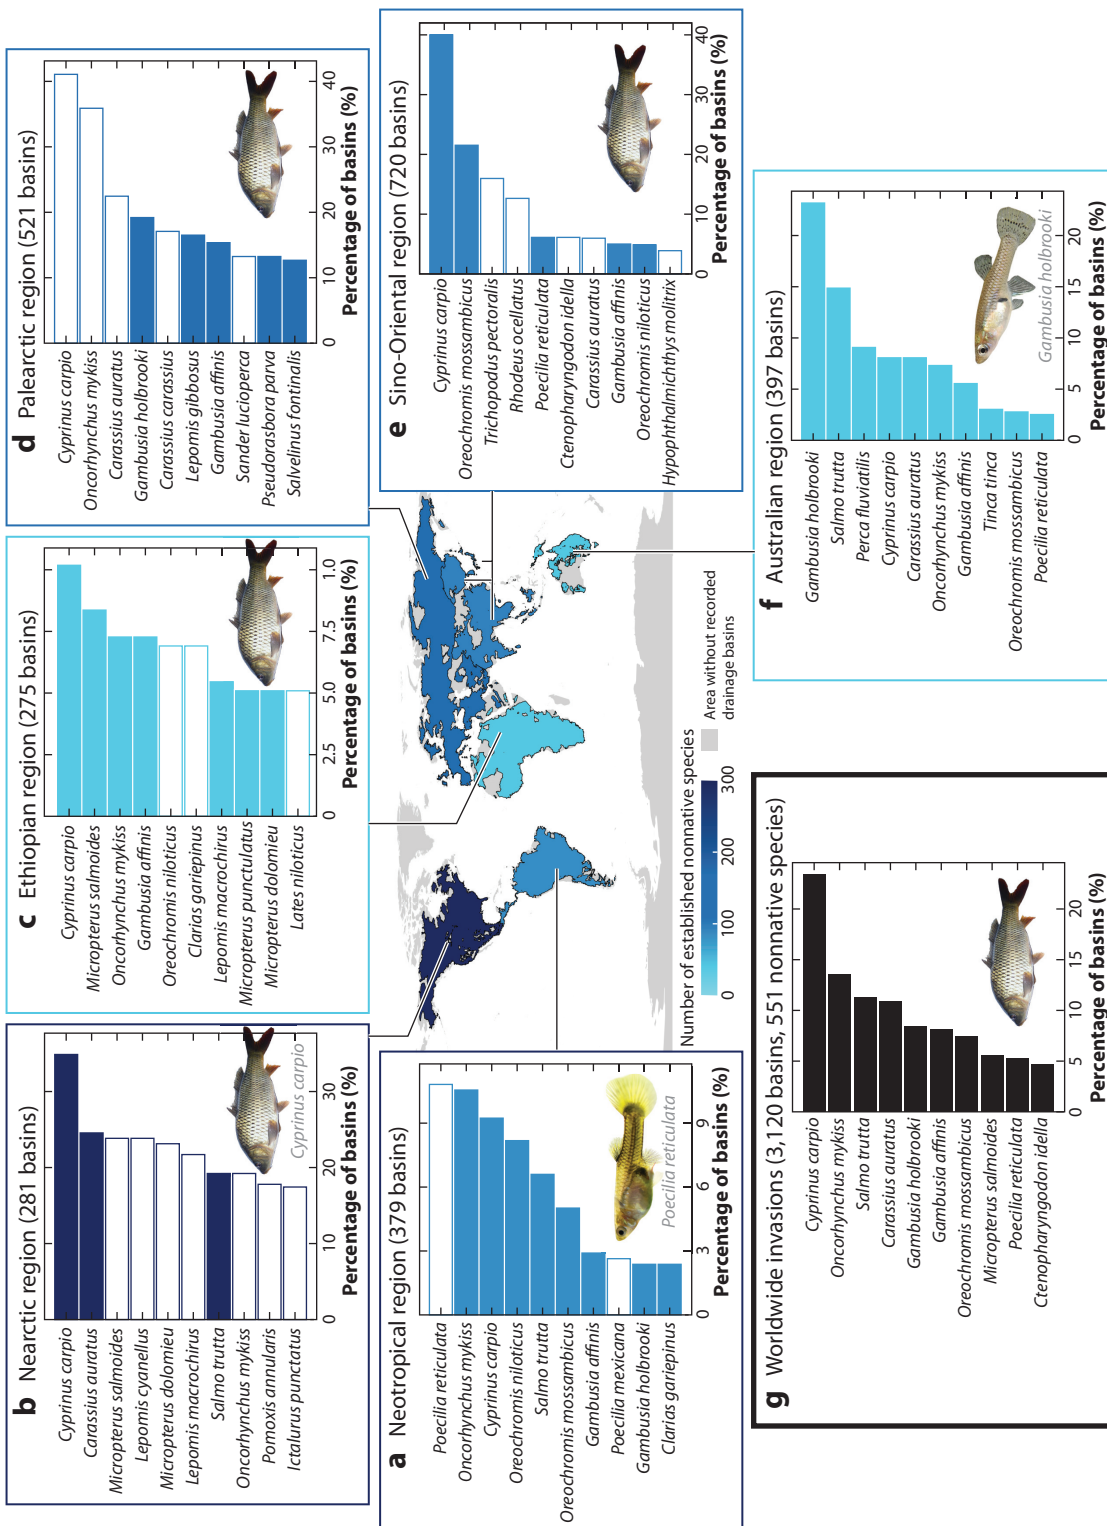 b Nearctic region (281 basins)
Cyprinus carpio
Carassius auratus
Micropterus salmoides
Lepomis cyanellus
Micropterus dolomieu
Lepomis macrochirus
Salmo trutta
Oncorhynchus mykiss
Pomoxis annularis
Ictalurus punctatus
Cyprinus carpio
0 10 20 30
Percentage of basins (%)
c Ethiopian region (275 basins)
Cyprinus carpio
Micropterus salmoides
Oncorhynchus mykiss
Gambusia affinis
Oreochromis niloticus
Clarias gariepinus
Lepomis macrochirus
Micropterus punctulatus
Micropterus dolomieu
Lates niloticus
0 2.5 5.0 7.5 1.0
Percentage of basins (%)
d Palearctic region (521 basins)
Cyprinus carpio
Oncorhynchus mykiss
Carassius auratus
Gambusia holbrooki
Carassius carassius
Lepomis gibbosus
Gambusia affinis
Sander lucioperca
Pseudorasbora parva
Salvelinus fontinalis
0 10 20 30 40
Percentage of basins (%)
a Neotropical region (379 basins)
Poecilia reticulata
Oncorhynchus mykiss
Cyprinus carpio
Oreochromis niloticus
Salmo trutta
Oreochromis mossambicus
Gambusia affinis
Poecilia mexicana
Gambusia holbrooki
Clarias gariepinus
Poecilia reticulata
0 3 6 9
Percentage of basins (%)
Number of established nonnative species
0 100 200 300
Area without recorded
drainage basins
e Sino-Oriental region (720 basins)
Cyprinus carpio
Oreochromis mossambicus
Trichopodus pectoralis
Rhodeus ocellatus
Poecilia reticulata
Ctenopharyngodon idella
Carassius auratus
Gambusia affinis
Oreochromis niloticus
Hypophthalmichthys molitrix
0 10 20 30 40
Percentage of basins (%)
g Worldwide invasions (3,120 basins, 551 nonnative species)
Cyprinus carpio
Oncorhynchus mykiss
Salmo trutta
Carassius auratus
Gambusia holbrooki
Gambusia affinis
Oreochromis mossambicus
Micropterus salmoides
Poecilia reticulata
Ctenopharyngodon idella
0 5 10 15 20
Percentage of basins (%)
f Australian region (397 basins)
Gambusia holbrooki
Salmo trutta
Perca fluviatilis
Cyprinus carpio
Carassius auratus
Oncorhynchus mykiss
Gambusia affinis
Tinca tinca
Oreochromis mossambicus
Poecilia reticulata
Gambusia holbrooki
0 5 10 15 20
Percentage of basins (%)